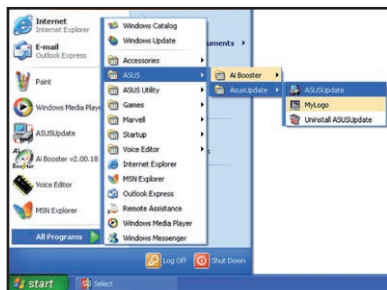 Internet
Internet Explorer
E-mail
Outlook Express
Paint
Windows Media Playe
ASUSUpdate
Ai Booster v2.00.18
Voice Editor
MSN Explorer
All Programs
Windows Catalog
Windows Update
Accessories
ASUS
ASUS Utility
Games
Marvell
Startup
Voice Editor
Internet Explorer
MSN Explorer
Outlook Express
Remote Assistance
Windows Media Player
Windows Messenger
uments
s
Ai Booster
AsusUpdate
ASUSUpdate
MyLogo
Uninstall ASUSUpdate
Log Off
Shut Down
start
Select